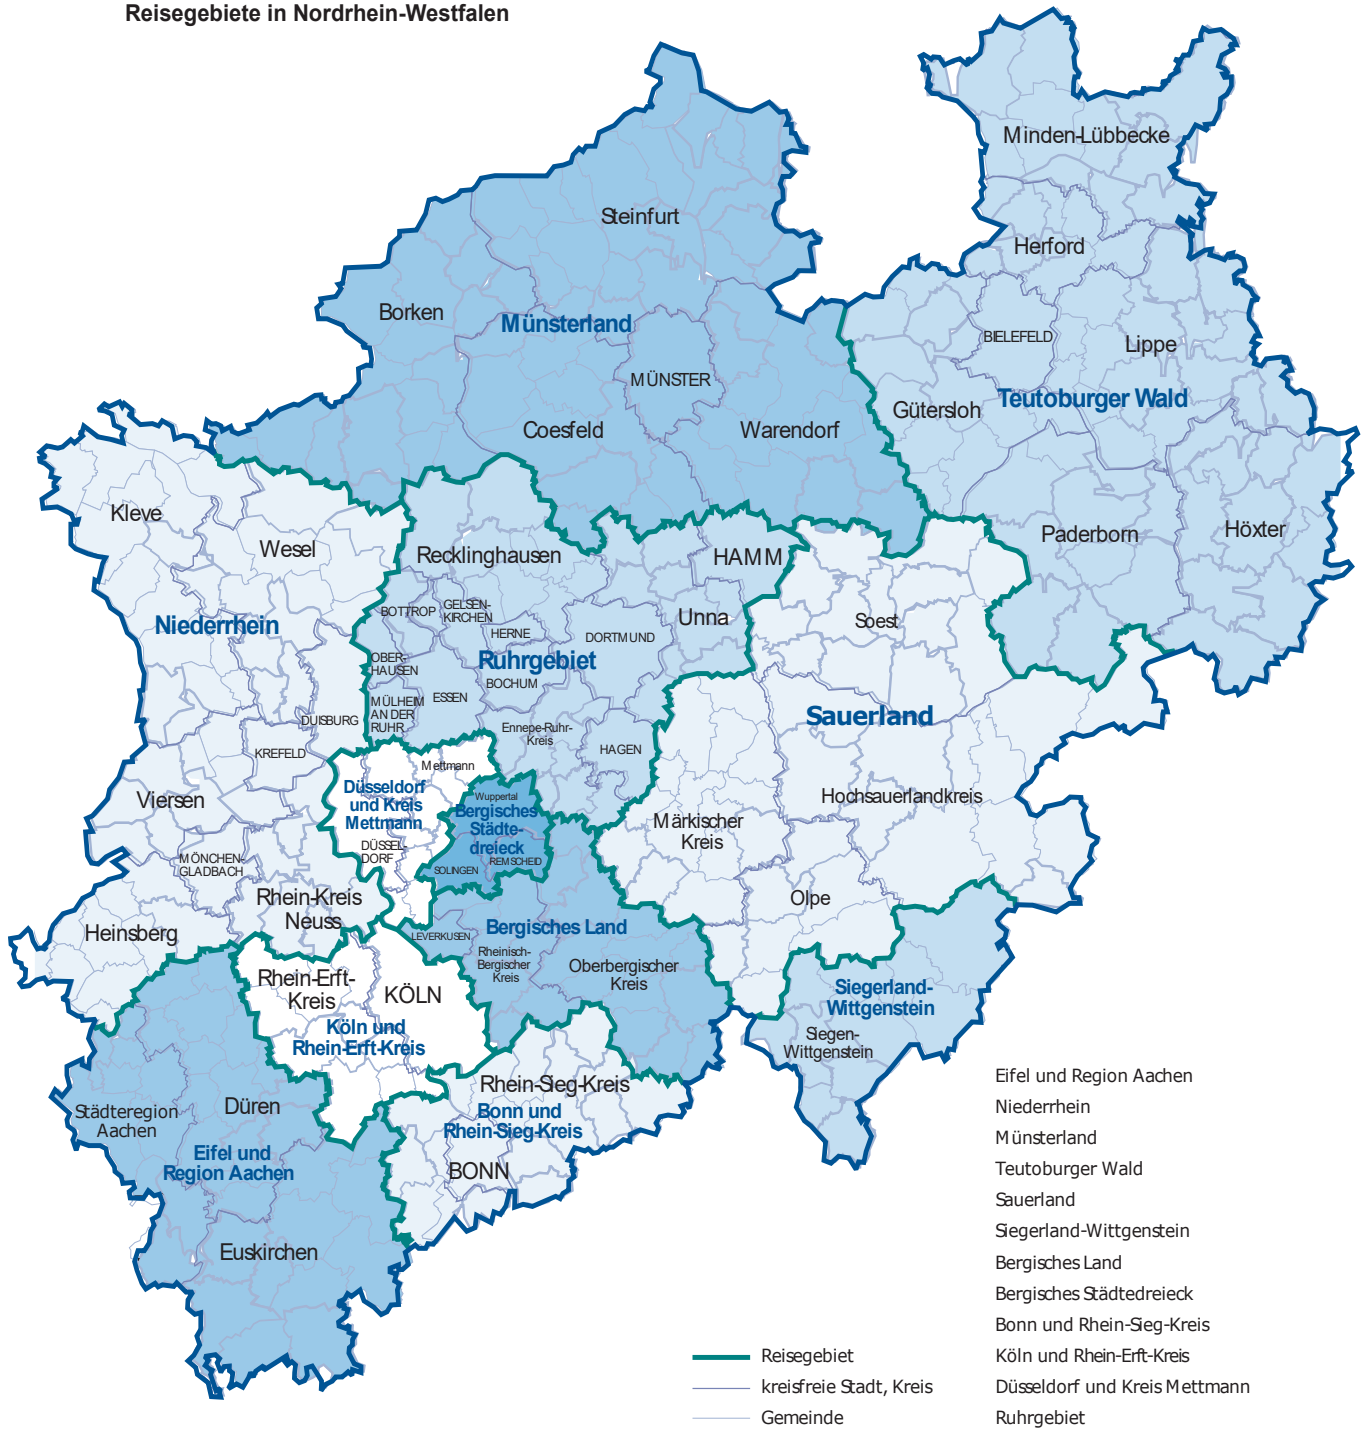 Reisegebiete in Nordrhein-Westfalen
Minden-Lübbecke
Steinfurt
Herford
Borken
Münsterland
BIELEFELD
Lippe
MÜNSTER
Teutoburger Wald
Gütersloh
Coesfeld
Warendorf
Kleve
Wesel
Paderborn
Höxter
Recklinghausen
HAMM
BOTTROP
GELSEN-
KIRCHEN
Niederrhein
HERNE
DORTMUND
Unna
Soest
OBER-
HAUSEN
Ruhrgebiet
BOCHUM
ESSEN
MÜLHEIM
AN DER
RUHR
DUISBURG
Sauerland
Ennepe-Ruhr-
Kreis
HAGEN
KREFELD
Mettmann
Düsseldorf
und Kreis
Mettmann
Viersen
Wuppertal
Bergisches
Städte-
dreieck
Hochsauerlandkreis
Märkischer
Kreis
DÜSSEL-
DORF
MÖNCHEN-
GLADBACH
SOLINGEN
REMSCHEID
Rhein-Kreis
Neuss
Olpe
Heinsberg
LEVERKUSEN
Bergisches Land
Rheinisch-
Bergischer
Kreis
Oberbergischer
Kreis
Rhein-Erft-
Kreis
KÖLN
Siegerland-
Wittgenstein
Köln und
Rhein-Erft-Kreis
Siegen-
Wittgenstein
Rhein-Sieg-Kreis
Bonn und
Rhein-Sieg-Kreis
Städteregion
Aachen
Düren
Eifel und
Region Aachen
BONN
Euskirchen
Eifel und Region Aachen
Niederrhein
Münsterland
Teutoburger Wald
Sauerland
Siegerland-Wittgenstein
Bergisches Land
Bergisches Städtedreieck
Bonn und Rhein-Sieg-Kreis
Köln und Rhein-Erft-Kreis
Düsseldorf und Kreis Mettmann
Ruhrgebiet
Reisegebiet
kreisfreie Stadt, Kreis
Gemeinde